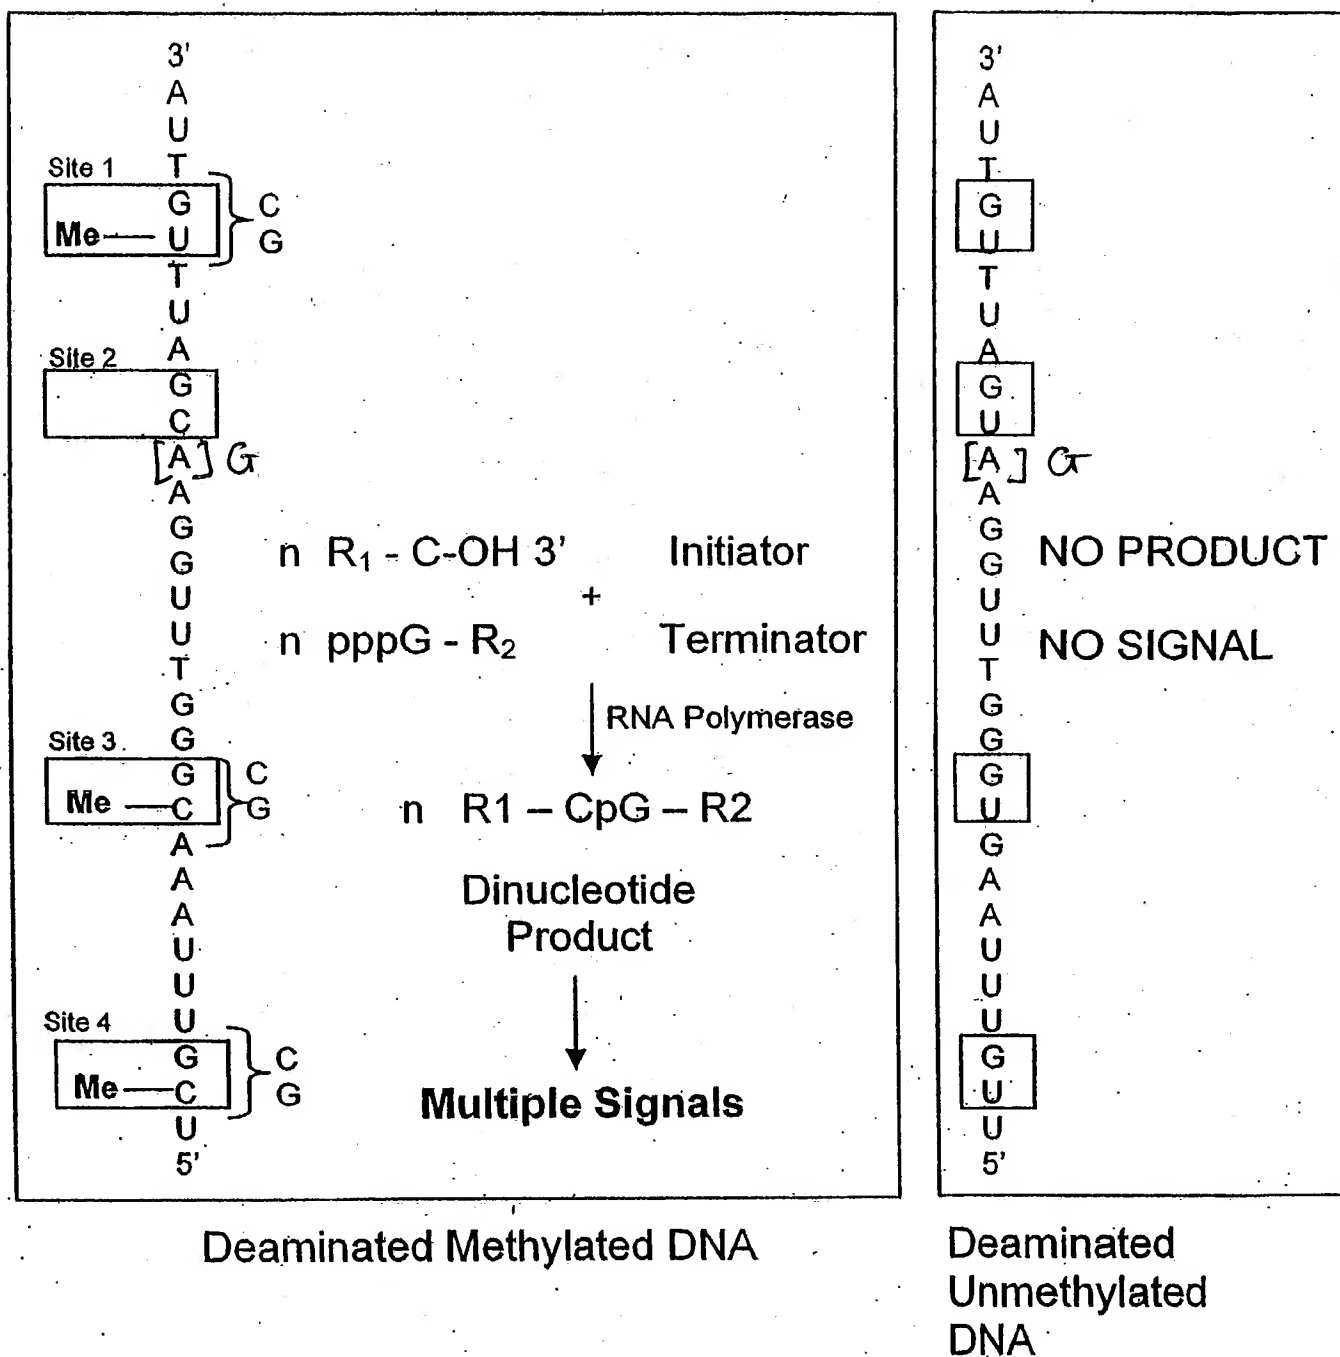 3'
A
U
Site 1 T
G C
Me U G
T
U
Site 2 A
G
C
[A] G
A
G
G
U
U
T
G
Site 3 G
G C
Me C G
A
A
A
U
U
Site 4 U
G C
Me C G
U
5'
n R₁ - C-OH 3' Initiator
+
n pppG - R₂ Terminator
RNA Polymerase
n R1 – CpG – R2
Dinucleotide
Product
Multiple Signals
Deaminated Methylated DNA
3'
A
U
T
G
U
T
U
A
G
U
[A] G
A
G
G
U
U
T
G
G
G
U
G
A
A
U
U
U
G
U
U
5'
NO PRODUCT
NO SIGNAL
Deaminated
Unmethylated
DNA